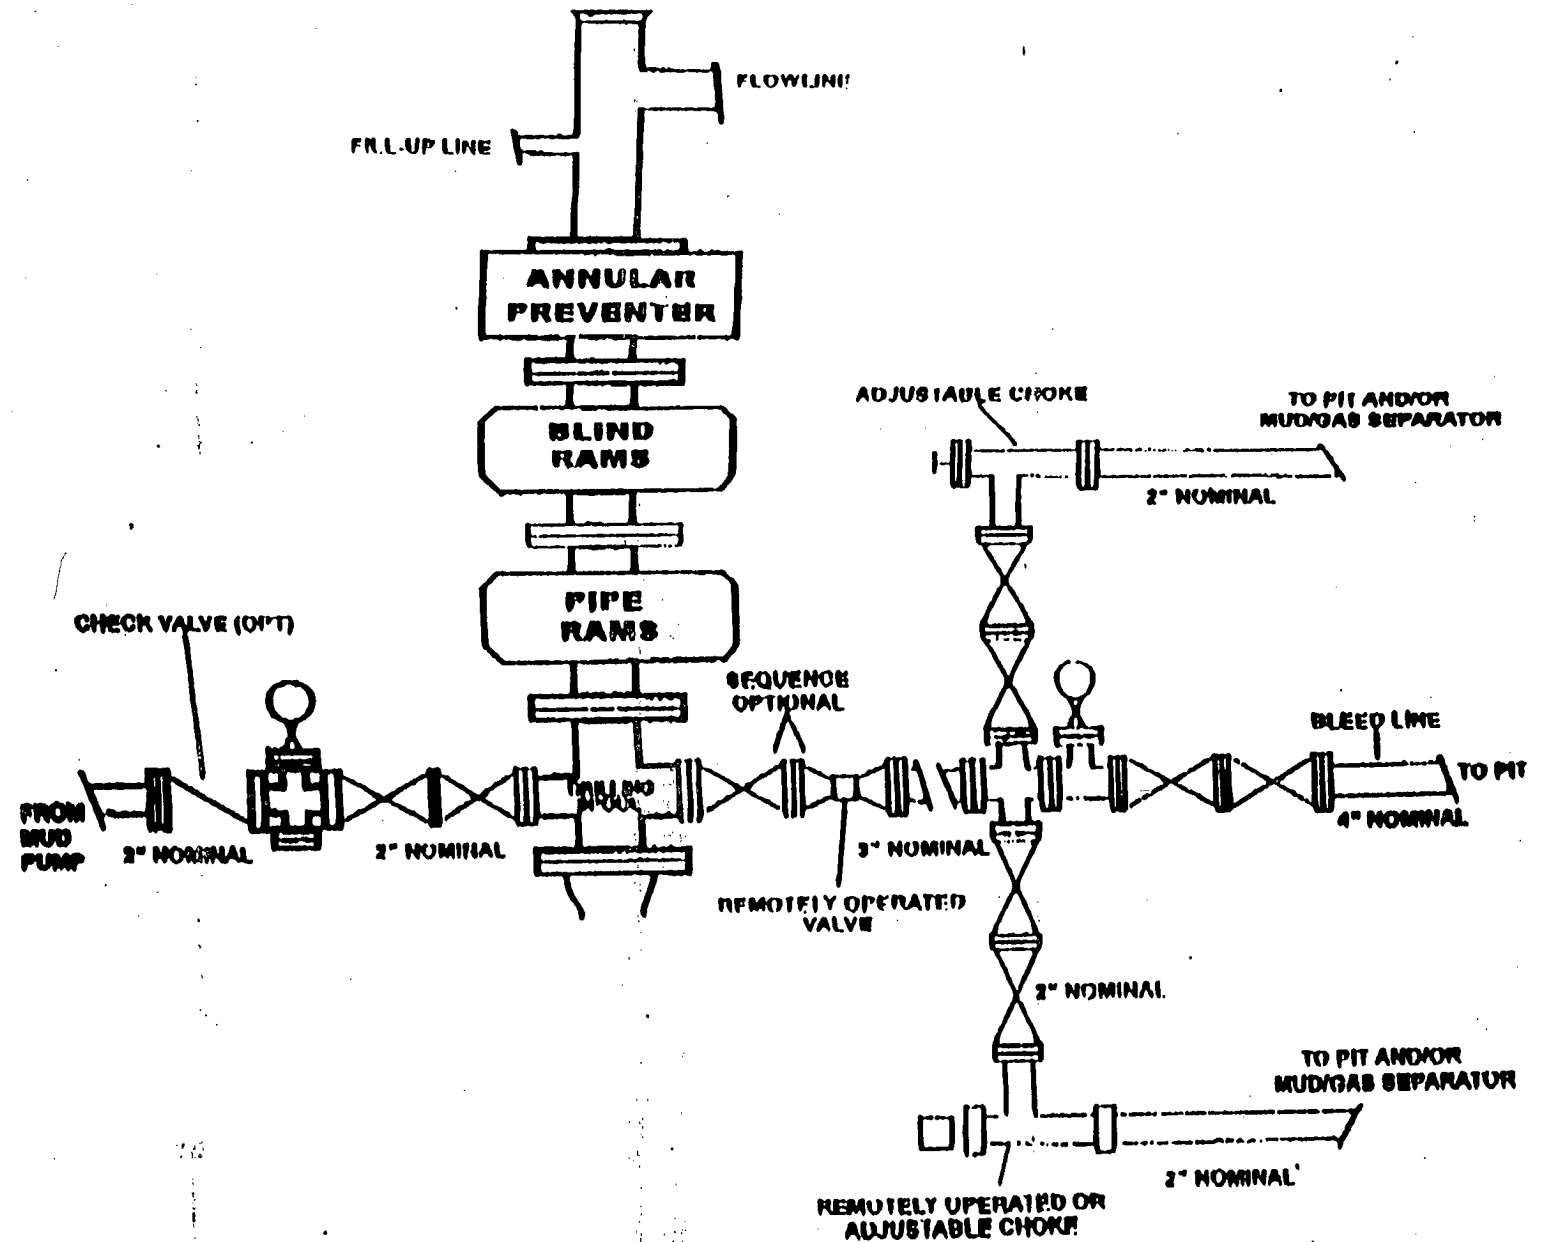 FLOWLINE
FILL-UP LINE
ANNULAR
PREVENTER
BLIND
RAMS
ADJUSTABLE CHOKE
TO PIT AND/OR
MUD/GAS SEPARATOR
2" NOMINAL
PIPE
RAMS
CHECK VALVE (OPT)
SEQUENCE
OPTIONAL
BLEED LINE
TO PIT
DRILLING
SPOOL
FROM
MUD
PUMP
2" NOMINAL
2" NOMINAL
3" NOMINAL
4" NOMINAL
REMOTELY OPERATED
VALVE
2" NOMINAL
TO PIT AND/OR
MUD/GAS SEPARATOR
2" NOMINAL
REMOTELY OPERATED OR
ADJUSTABLE CHOKE